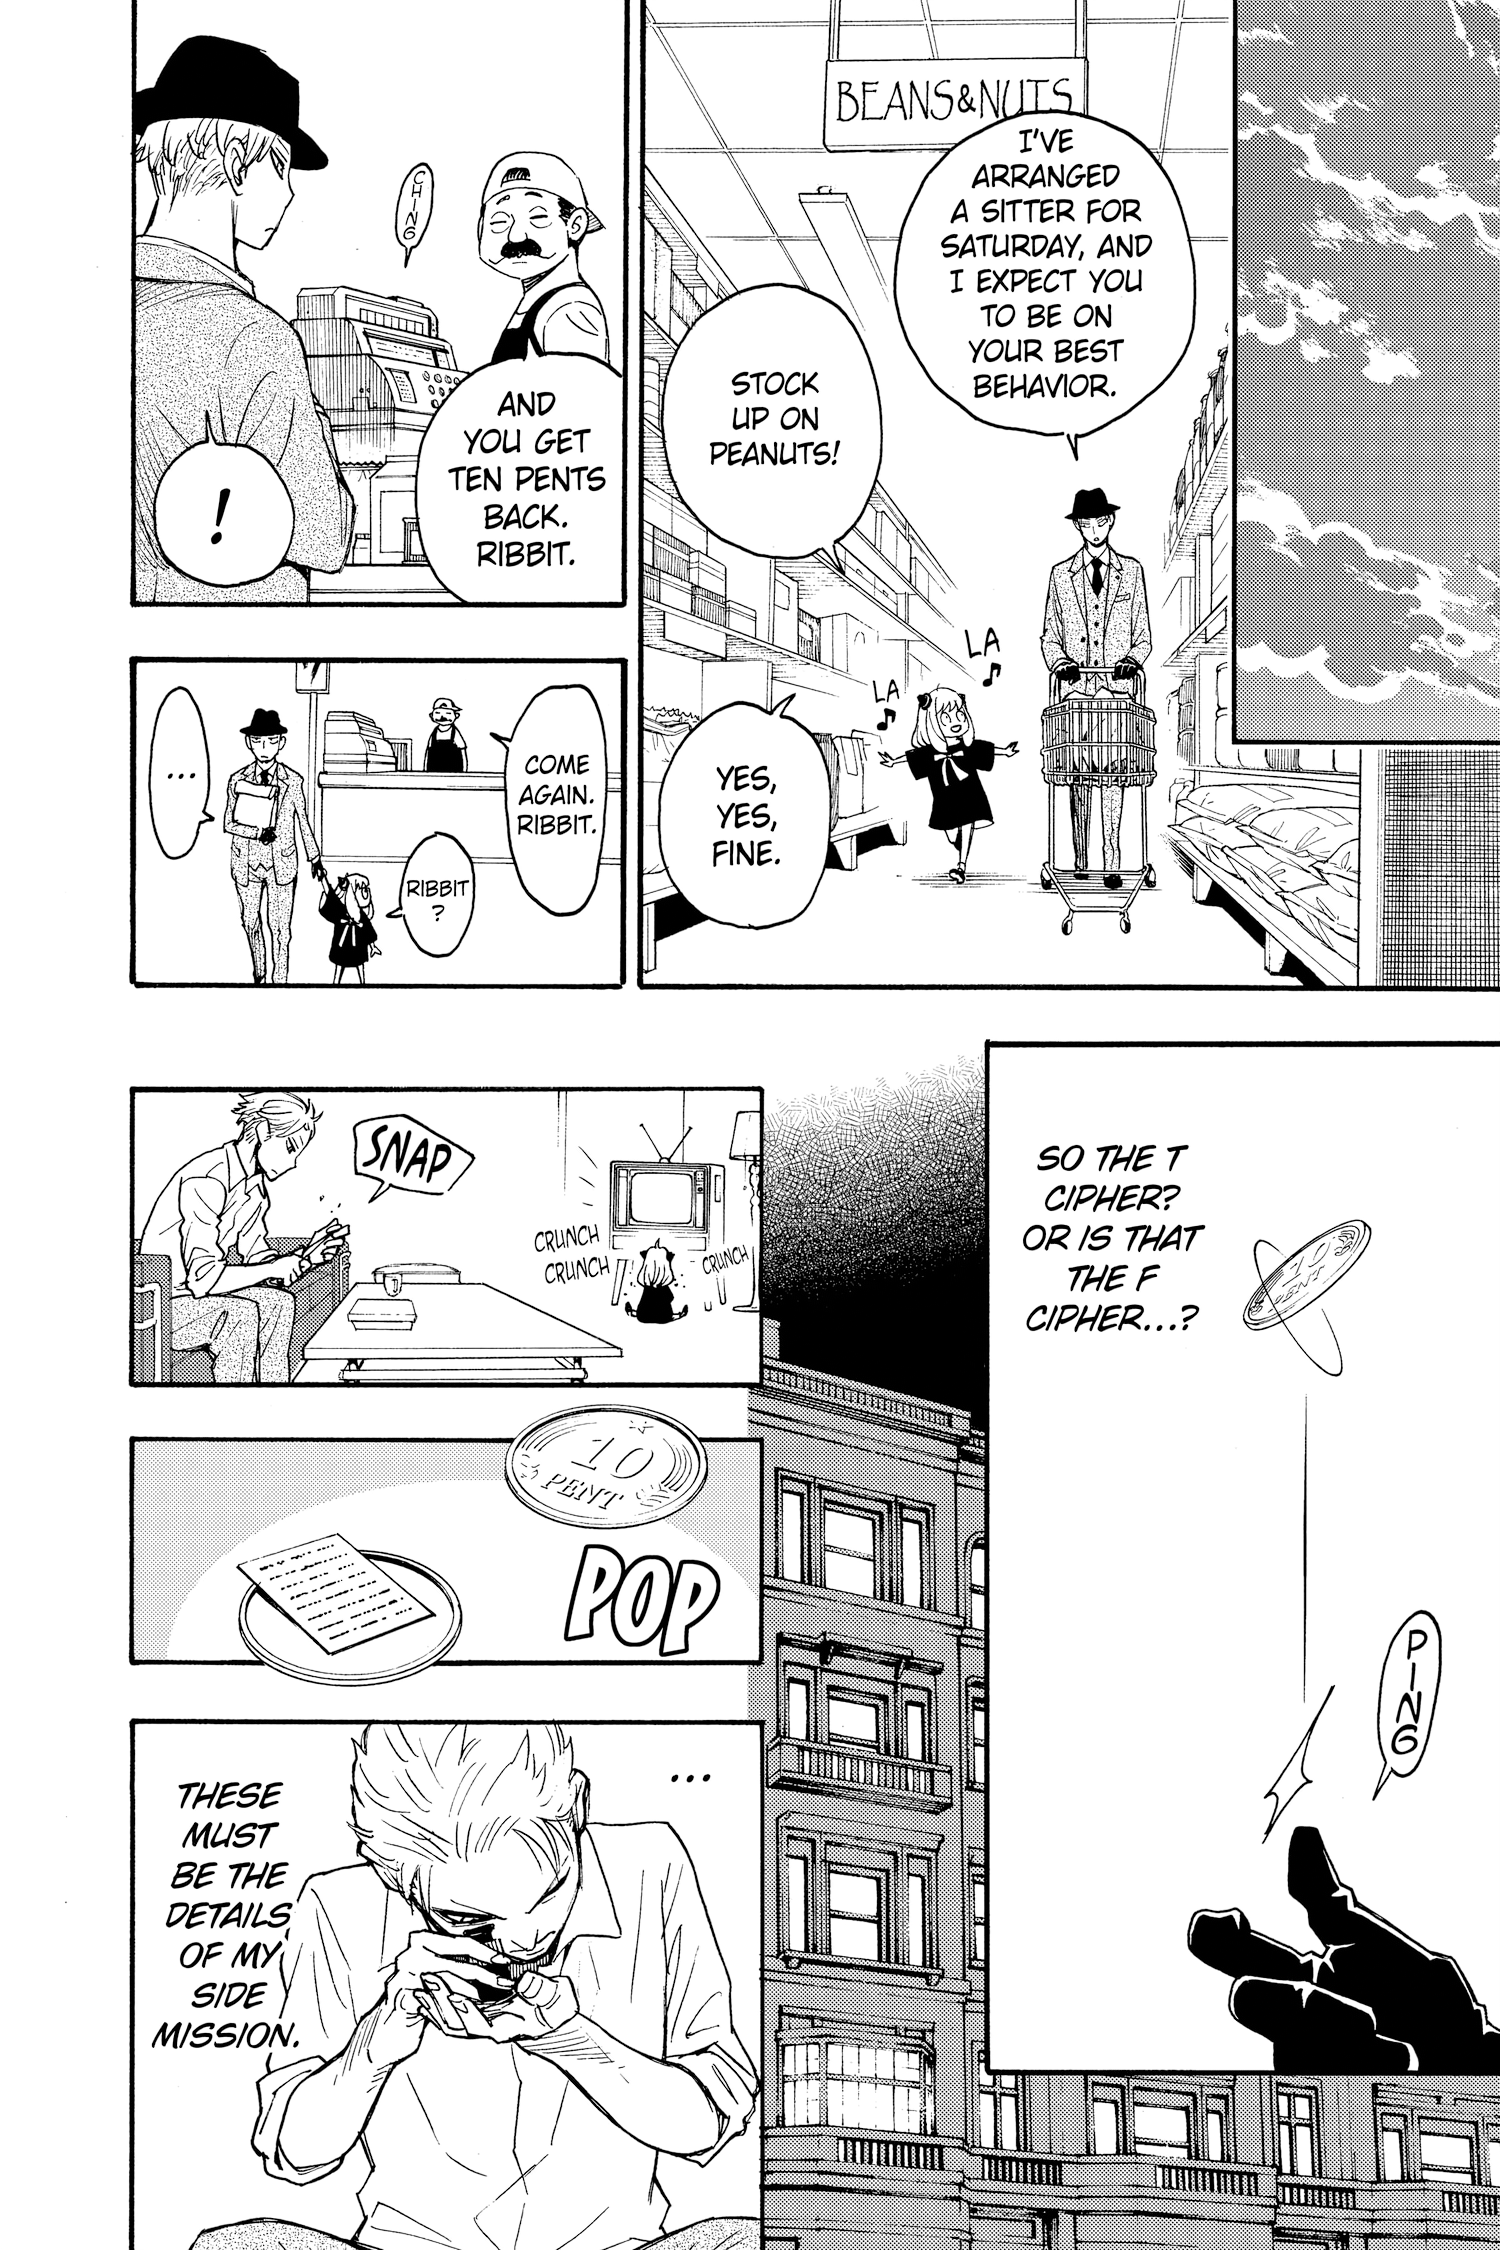 BEANS&NUTS
I'VE
ARRANGED
A SITTER FOR
SATURDAY, AND
I EXPECT YOU
TO BE ON
YOUR BEST
BEHAVIOR.
STOCK
UP ON
PEANUTS!
LA
LA
YES,
YES,
FINE.
CHING
AND
YOU GET
TEN PENTS
BACK.
RIBBIT.
!
COME
AGAIN.
RIBBIT.
RIBBIT
?
...
SO THE T
CIPHER?
OR IS THAT
THE F
CIPHER...?
PING
SNAP
CRUNCH
CRUNCH
CRUNCH
10
PENT
POP
...
THESE
MUST
BE THE
DETAILS
OF MY
SIDE
MISSION.